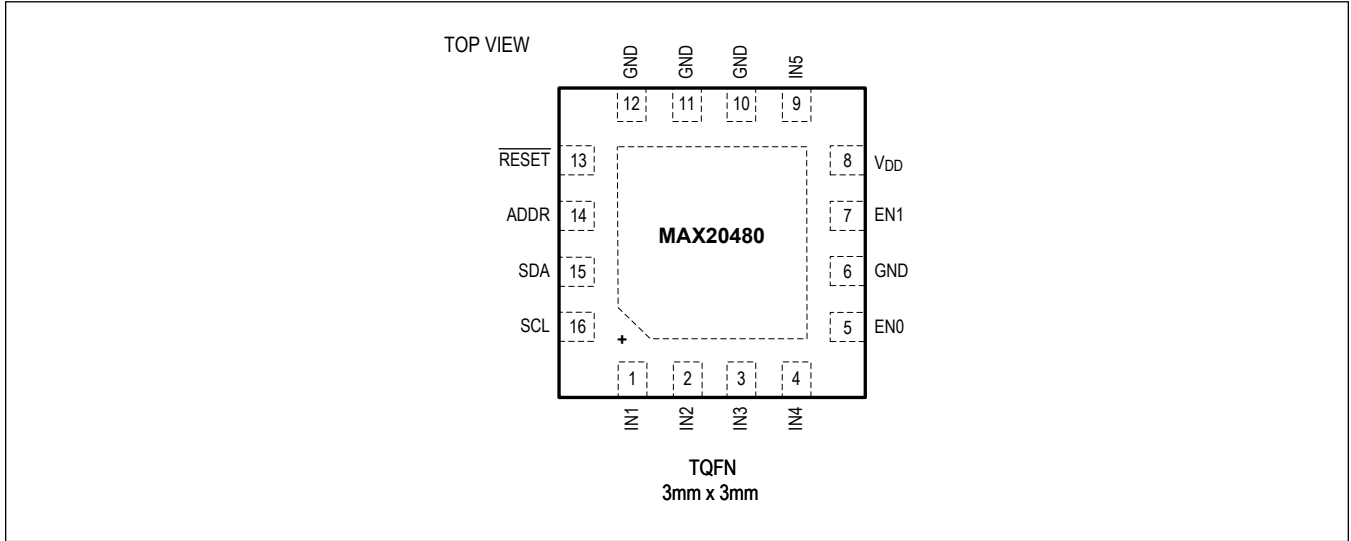 TOP VIEW
GND GND GND IN5
12 11 10 9
R̅E̅S̅E̅T̅ 13
8 VDD
ADDR 14
7 EN1
MAX20480
SDA 15
6 GND
SCL 16
5 EN0
+
1 2 3 4
IN1 IN2 IN3 IN4
TQFN
3mm x 3mm